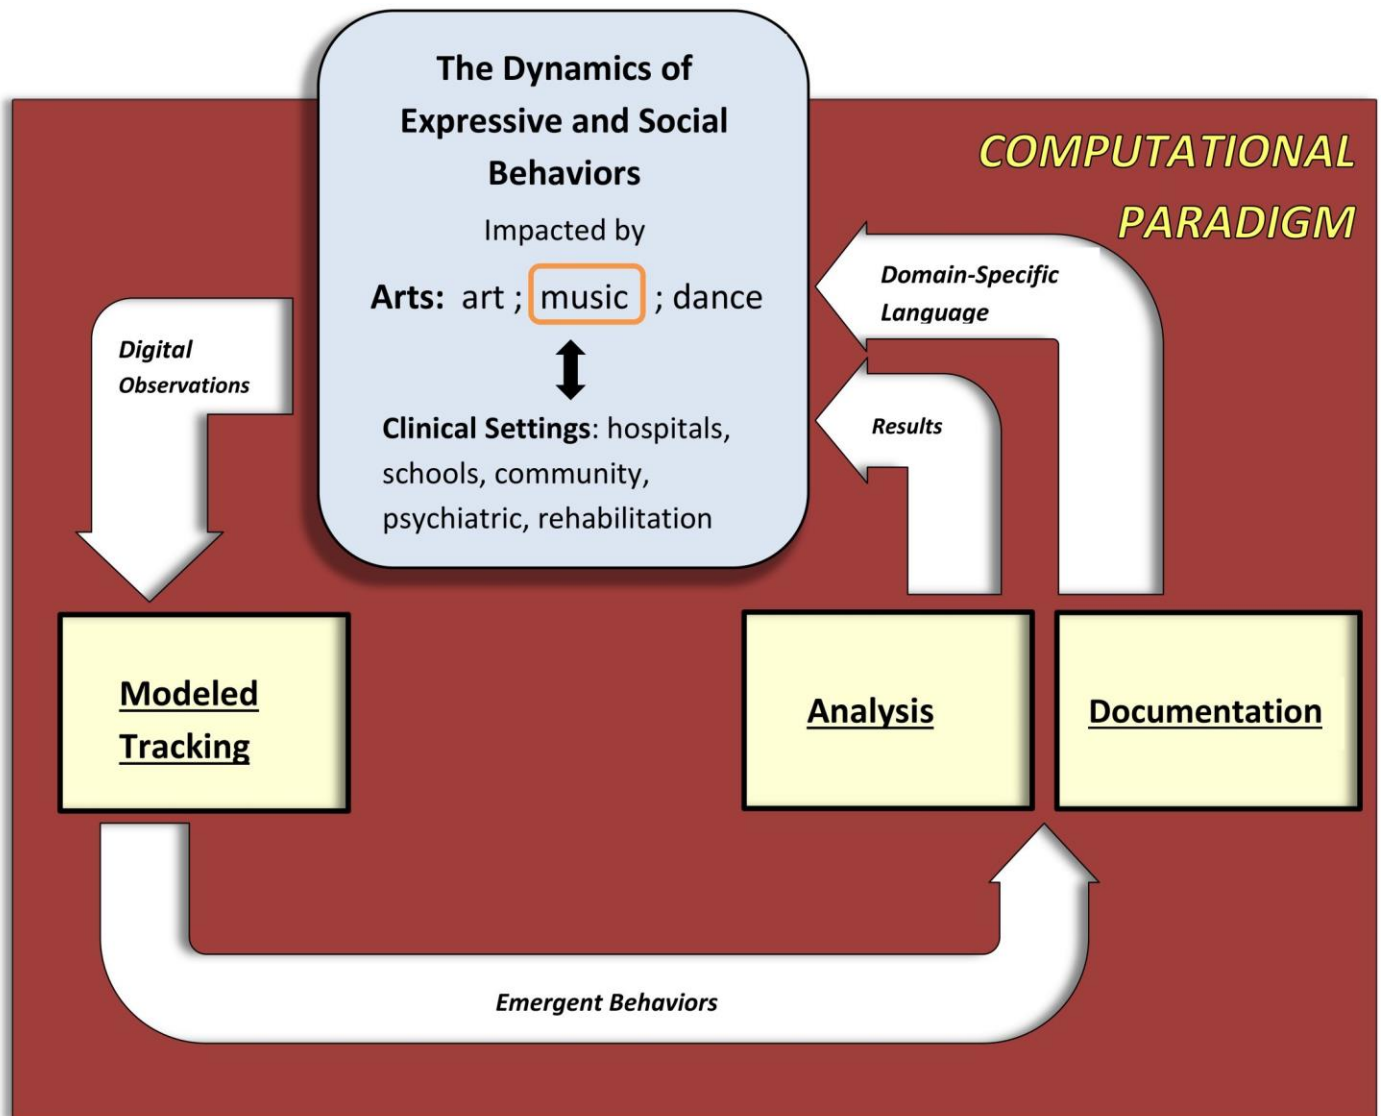 The Dynamics of
Expressive and Social
Behaviors
Impacted by
Arts: art ; music ; dance
Clinical Settings: hospitals,
schools, community,
psychiatric, rehabilitation
COMPUTATIONAL
PARADIGM
Digital
Observations
Domain-Specific
Language
Results
Modeled
Tracking
Analysis
Documentation
Emergent Behaviors